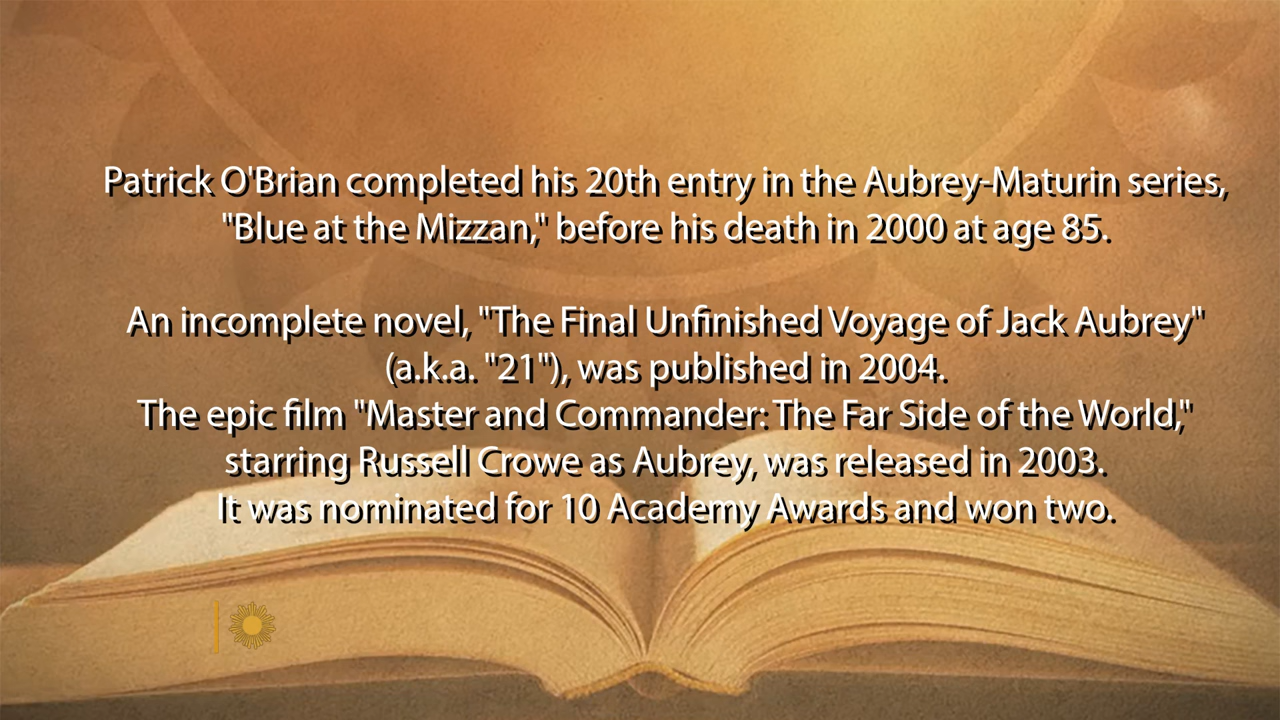 Patrick O'Brian completed his 20th entry in the Aubrey-Maturin series,
"Blue at the Mizzan," before his death in 2000 at age 85.
An incomplete novel, "The Final Unfinished Voyage of Jack Aubrey"
(a.k.a. "21"), was published in 2004.
The epic film "Master and Commander: The Far Side of the World,"
starring Russell Crowe as Aubrey, was released in 2003.
It was nominated for 10 Academy Awards and won two.